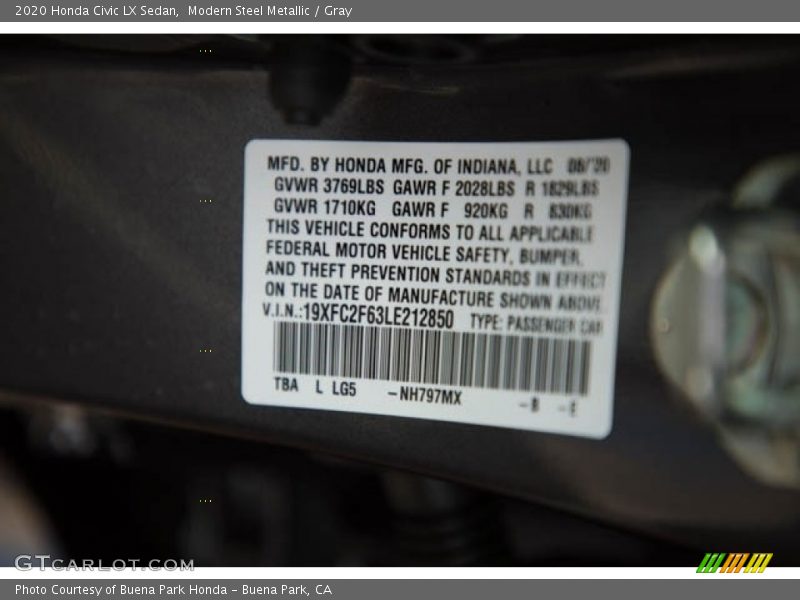 2020 Honda Civic LX Sedan,  Modern Steel Metallic / Gray
MFD. BY HONDA MFG. OF INDIANA, LLC 08/'20
GVWR 3769LBS GAWR F 2028LBS R 1829LBS
GVWR 1710KG GAWR F 920KG R 830KG
THIS VEHICLE CONFORMS TO ALL APPLICABLE
FEDERAL MOTOR VEHICLE SAFETY, BUMPER,
AND THEFT PREVENTION STANDARDS IN EFFECT
ON THE DATE OF MANUFACTURE SHOWN ABOVE.
V.I.N.:19XFC2F63LE212850 TYPE: PASSENGER CAR
TBA L LG5 –NH797MX –B –E
GTCARLOT.COM
Photo Courtesy of Buena Park Honda – Buena Park, CA